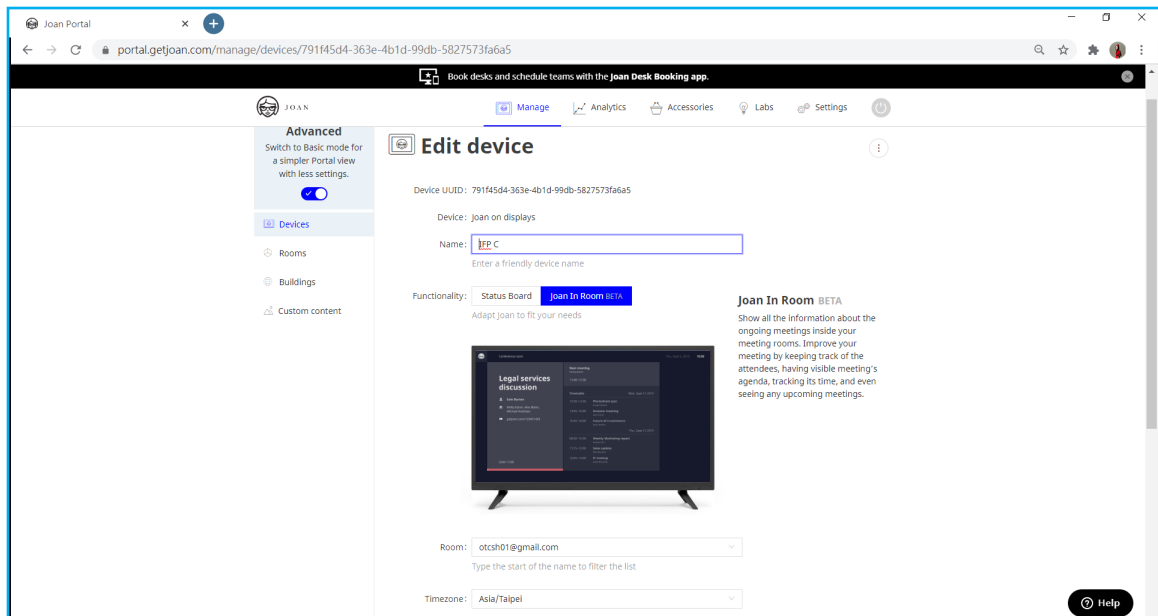 Joan Portal
portal.getjoan.com/manage/devices/791f45d4-363e-4b1d-99db-5827573fa6a5
Book desks and schedule teams with the Joan Desk Booking app.
JOAN
Manage
Analytics
Accessories
Labs
Settings
Advanced
Switch to Basic mode for
a simpler Portal view
with less settings.
Devices
Rooms
Buildings
Custom content
Edit device
Device UUID: 791f45d4-363e-4b1d-99db-5827573fa6a5
Device: Joan on displays
Name: IFP C
Enter a friendly device name
Functionality: Status Board Joan In Room BETA
Adapt Joan to fit your needs
Legal services
discussion
Joan In Room BETA
Show all the information about the
ongoing meetings inside your
meeting rooms. Improve your
meeting by keeping track of the
attendees, having visible meeting's
agenda, tracking its time, and even
seeing any upcoming meetings.
Room: otcsh01@gmail.com
Type the start of the name to filter the list
Timezone: Asia/Taipei
Help